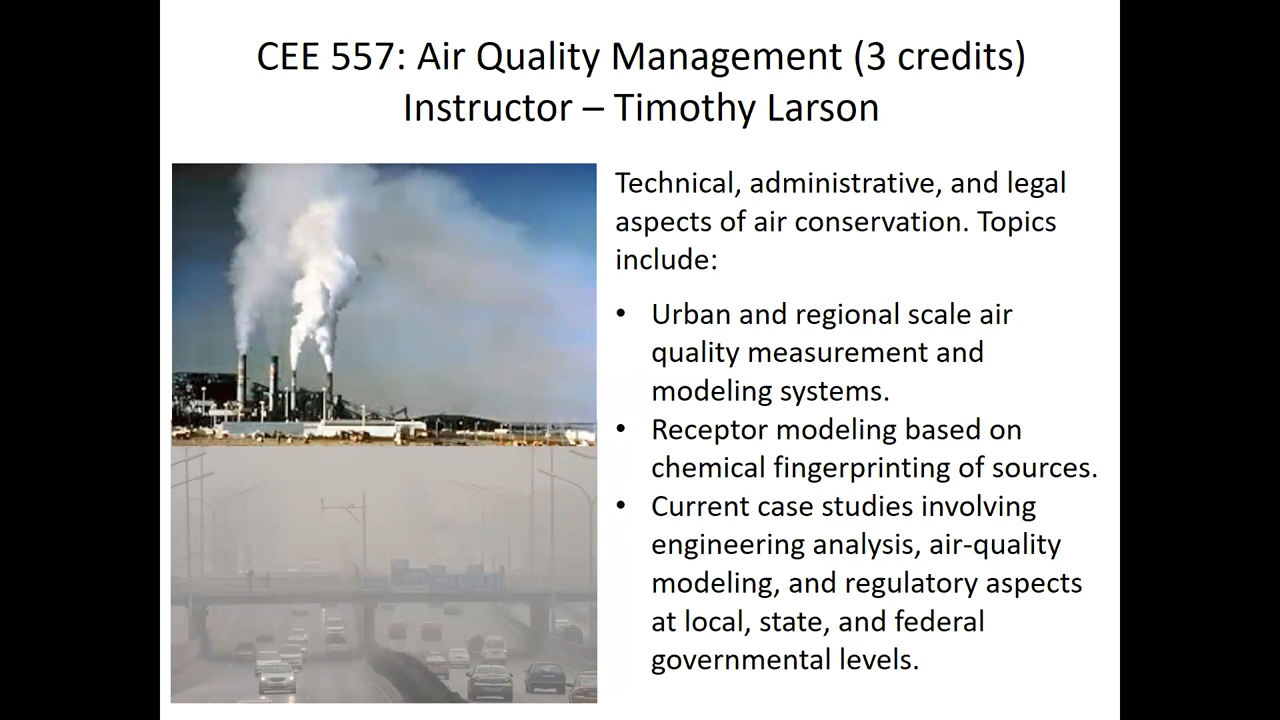 CEE 557: Air Quality Management (3 credits)
Instructor – Timothy Larson
Technical, administrative, and legal
aspects of air conservation. Topics
include:
• Urban and regional scale air
quality measurement and
modeling systems.
• Receptor modeling based on
chemical fingerprinting of sources.
• Current case studies involving
engineering analysis, air-quality
modeling, and regulatory aspects
at local, state, and federal
governmental levels.